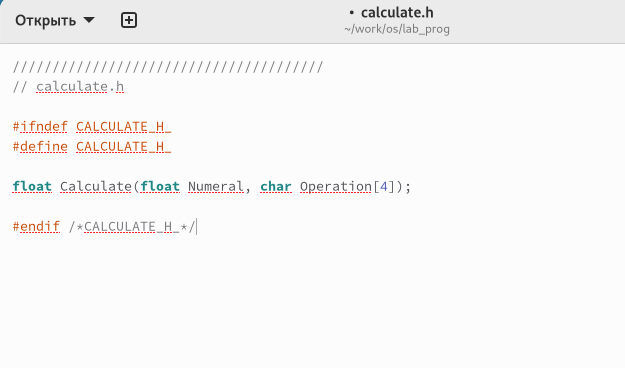 Открыть
• calculate.h
~/work/os/lab_prog
///////////////////////////////////////
// calculate.h
#ifndef CALCULATE_H_
#define CALCULATE_H_
float Calculate(float Numeral, char Operation[4]);
#endif /*CALCULATE_H_*/